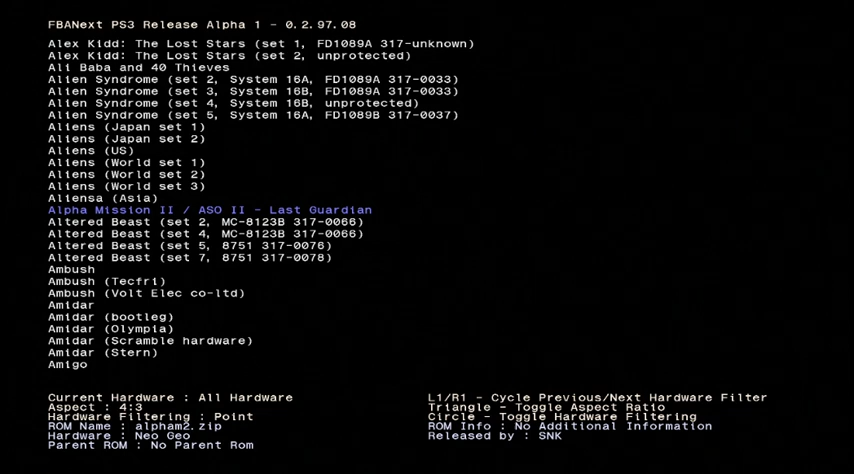 FBANext PS3 Release Alpha 1 - 0.2.97.08
Alex Kidd: The Lost Stars (set 1, FD1089A 317-unknown)
Alex Kidd: The Lost Stars (set 2, unprotected)
Ali Baba and 40 Thieves
Alien Syndrome (set 2, System 16A, FD1089A 317-0033)
Alien Syndrome (set 3, System 16B, FD1089A 317-0033)
Alien Syndrome (set 4, System 16B, unprotected)
Alien Syndrome (set 5, System 16A, FD1089B 317-0037)
Aliens (Japan set 1)
Aliens (Japan set 2)
Aliens (US)
Aliens (World set 1)
Aliens (World set 2)
Aliens (World set 3)
Aliensa (Asia)
Alpha Mission II / ASO II - Last Guardian
Altered Beast (set 2, MC-8123B 317-0066)
Altered Beast (set 4, MC-8123B 317-0066)
Altered Beast (set 5, 8751 317-0076)
Altered Beast (set 7, 8751 317-0078)
Ambush
Ambush (Tecfri)
Ambush (Volt Elec co-ltd)
Amidar
Amidar (bootleg)
Amidar (Olympia)
Amidar (Scramble hardware)
Amidar (Stern)
Amigo
Current Hardware : All Hardware
Aspect : 4:3
Hardware Filtering : Point
ROM Name : alpham2.zip
Hardware : Neo Geo
Parent ROM : No Parent Rom
L1/R1 - Cycle Previous/Next Hardware Filter
Triangle - Toggle Aspect Ratio
Circle - Toggle Hardware Filtering
ROM Info : No Additional Information
Released by : SNK